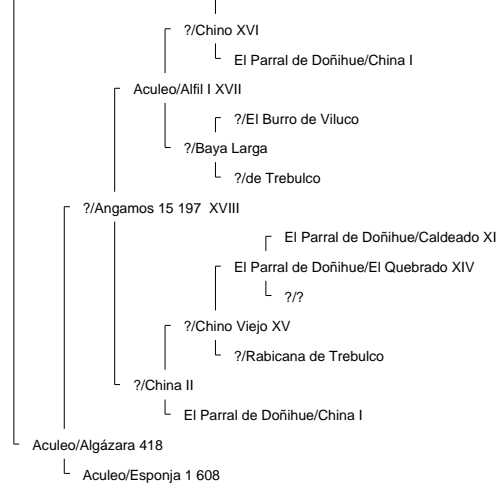 ?/Chino XVI
El Parral de Doñihue/China I
Aculeo/Alfil I XVII
?/El Burro de Viluco
?/Baya Larga
?/de Trebulco
?/Angamos 15 197 XVIII
El Parral de Doñihue/Caldeado XI
El Parral de Doñihue/El Quebrado XIV
?/?
?/Chino Viejo XV
?/Rabicana de Trebulco
?/China II
El Parral de Doñihue/China I
Aculeo/Algázara 418
Aculeo/Esponja 1 608